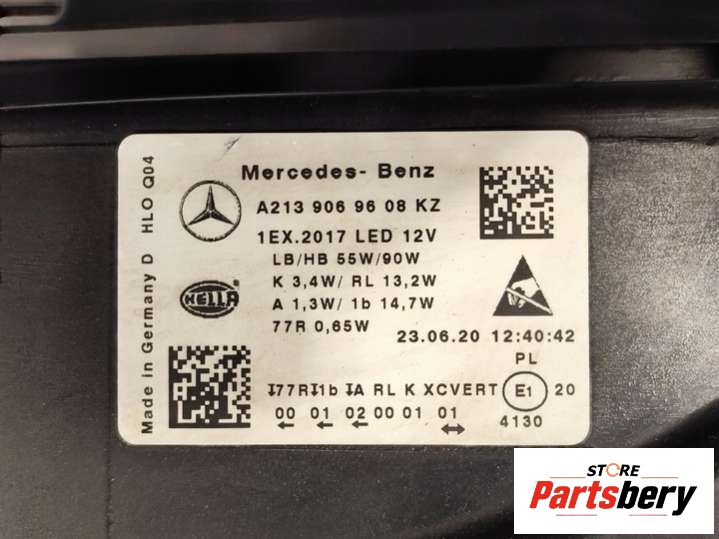 Made in Germany D HLO Q04
Mercedes- Benz
A213 906 96 08 KZ
1EX.2017 LED 12V
LB/HB 55W/90W
K 3,4W/ RL 13,2W
A 1,3W/ 1b 14,7W
77R 0,65W
HELLA
23.06.20 12:40:42
PL
77R 1b IA RL K XCVERT E1 20
00 01 02 00 01 01
4130
STORE
Partsbery